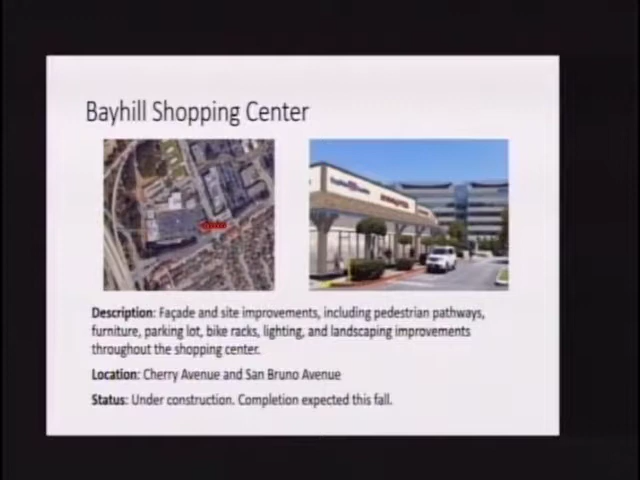 Bayhill Shopping Center
Description: Façade and site improvements, including pedestrian pathways,
furniture, parking lot, bike racks, lighting, and landscaping improvements
throughout the shopping center.
Location: Cherry Avenue and San Bruno Avenue
Status: Under construction. Completion expected this fall.